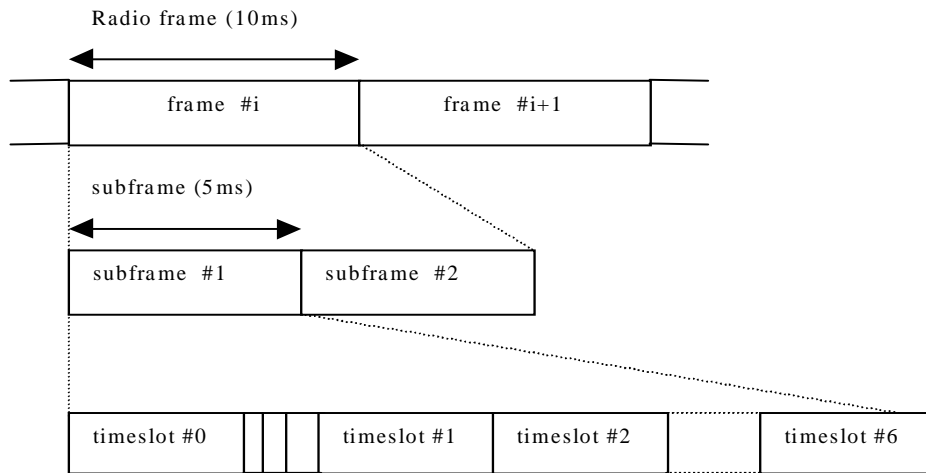 Radio frame (10ms)
frame #i
frame #i+1
subframe (5ms)
subframe #1
subframe #2
timeslot #0
timeslot #1
timeslot #2
timeslot #6